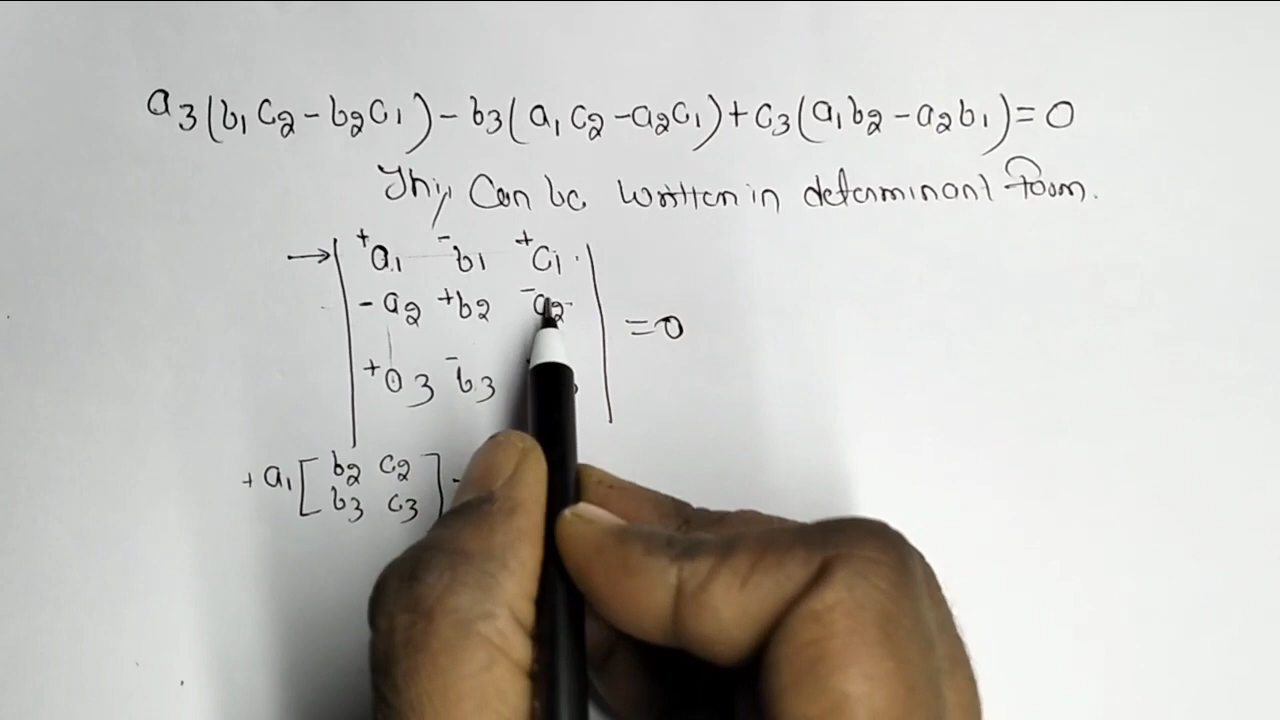 a3(b1c2-b2c1)-b3(a1c2-a2c1)+c3(a1b2-a2b1)=0
This can be written in determinant form.
→ +a1 -b1 +c1
-a2 +b2 =0
+a3 -b3
+a1 [ b2 c2
b3 c3 ] -